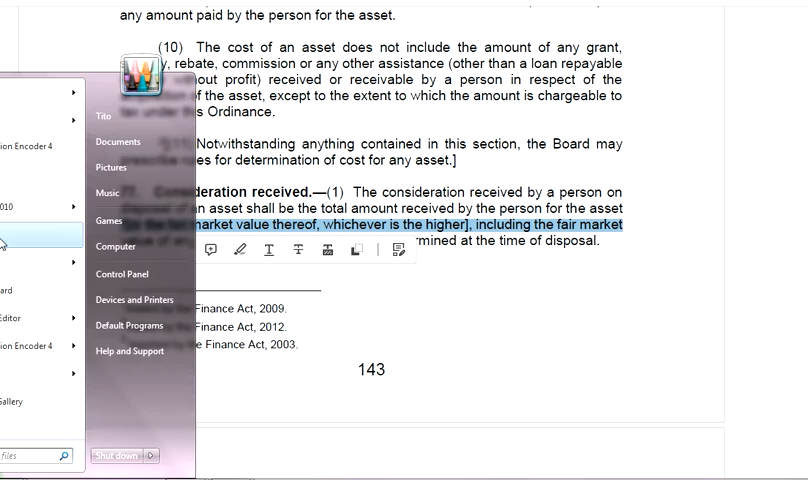 any amount paid by the person for the asset.
(10) The cost of an asset does not include the amount of any grant,
rebate, commission or any other assistance (other than a loan repayable
out profit) received or receivable by a person in respect of the
of the asset, except to the extent to which the amount is chargeable to
s Ordinance.
Notwithstanding anything contained in this section, the Board may
es for determination of cost for any asset.]
Consideration received.—(1) The consideration received by a person on
an asset shall be the total amount received by the person for the asset
market value thereof, whichever is the higher], including the fair market
rmined at the time of disposal.
Finance Act, 2009.
Finance Act, 2012.
e Finance Act, 2003.
143
ion Encoder 4
010
ard
Editor
ion Encoder 4
Gallery
files
Tito
Documents
Pictures
Music
Games
Computer
Control Panel
Devices and Printers
Default Programs
Help and Support
Shut down